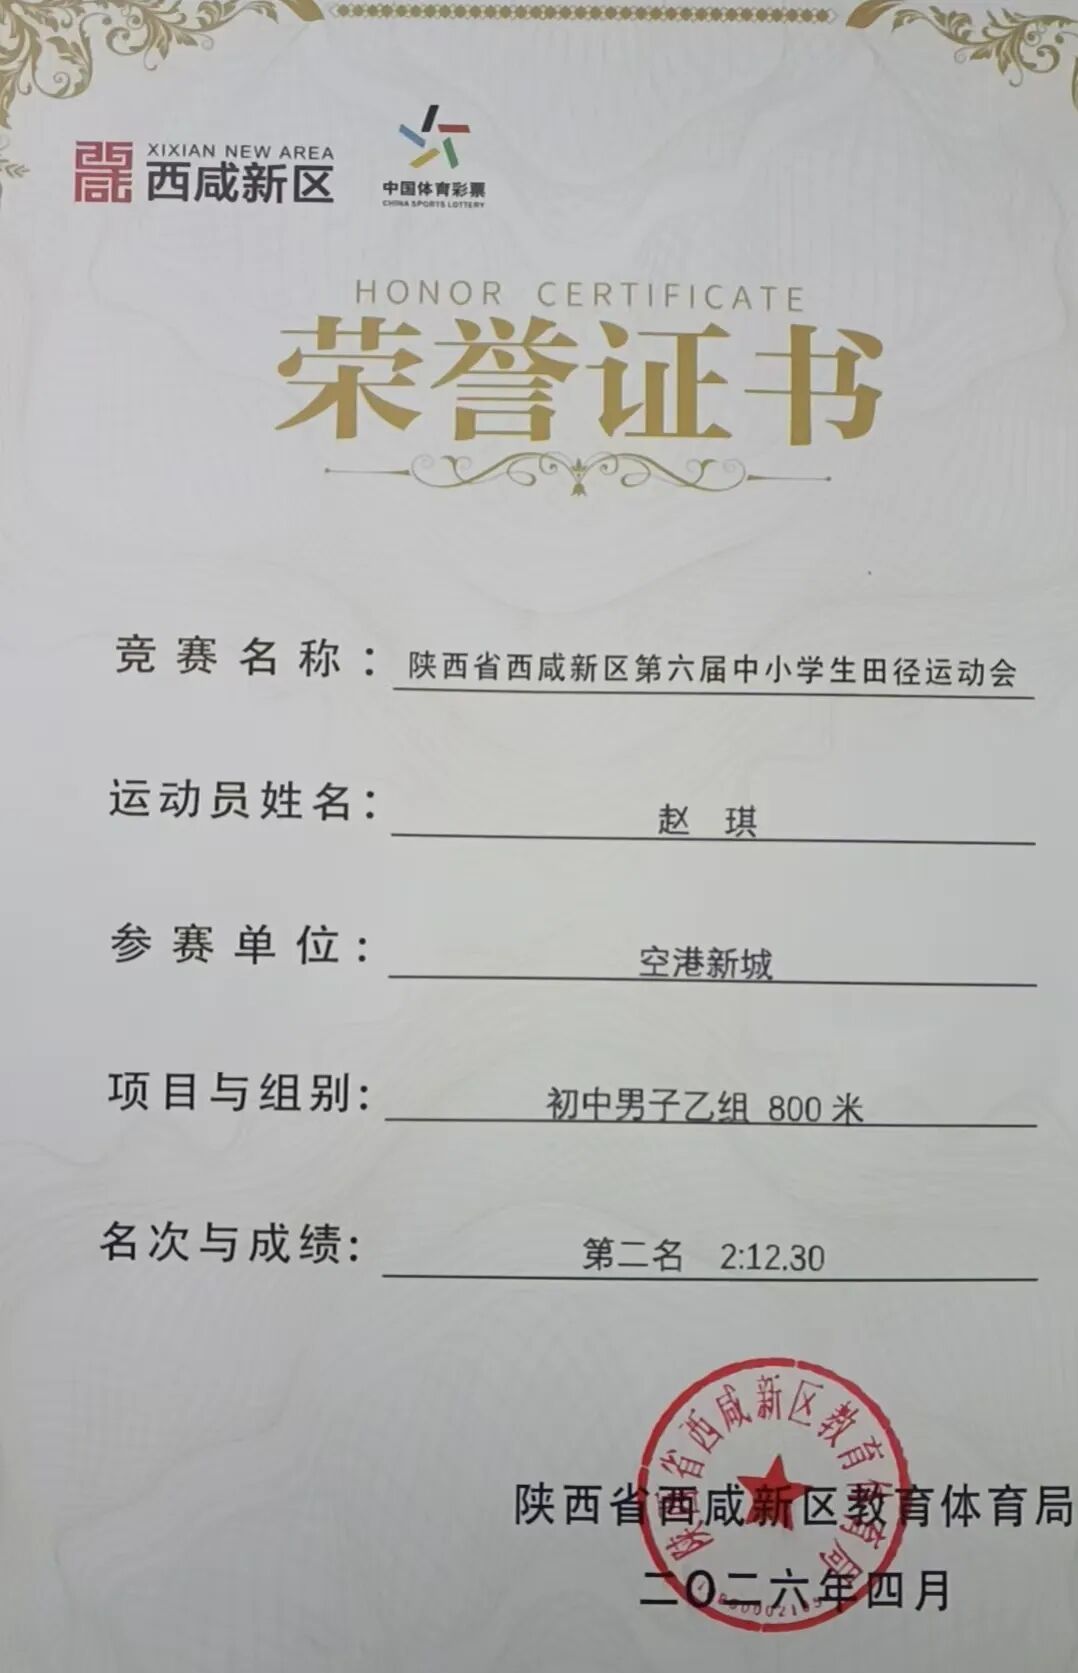 XIXIAN NEW AREA
西咸新区
中国体育彩票
CHINA SPORTS LOTTERY
HONOR CERTIFICATE
荣誉证书
竞赛名称：陕西省西咸新区第六届中小学生田径运动会
运动员姓名：赵 琪
参赛单位：空港新城
项目与组别：初中男子乙组 800 米
名次与成绩：第二名 2:12.30
陕西省西咸新区教育体育局
二〇二六年四月
陕西省西咸新区教育体育局